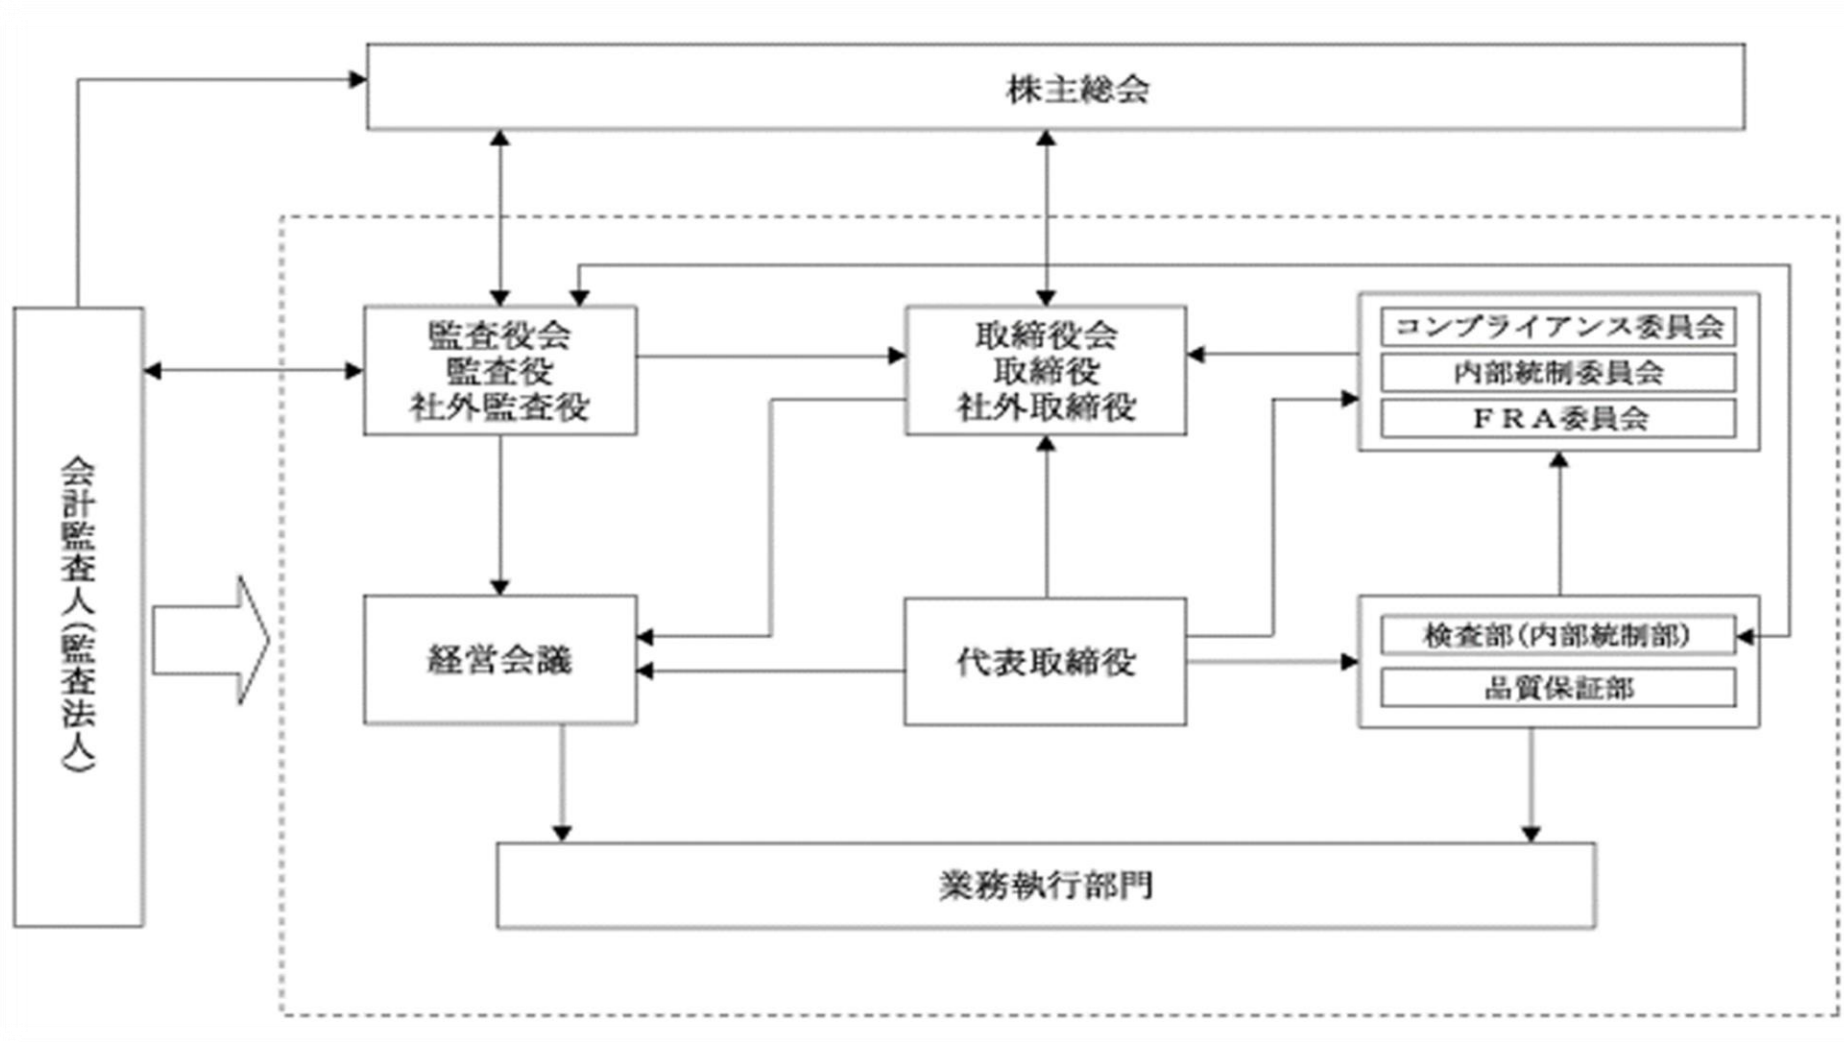 株主総会
監査役会
監査役
社外監査役
取締役会
取締役
社外取締役
コンプライアンス委員会
内部統制委員会
ＦＲＡ委員会
会計監査人(監査法人)
経営会議
代表取締役
検査部(内部統制部)
品質保証部
業務執行部門